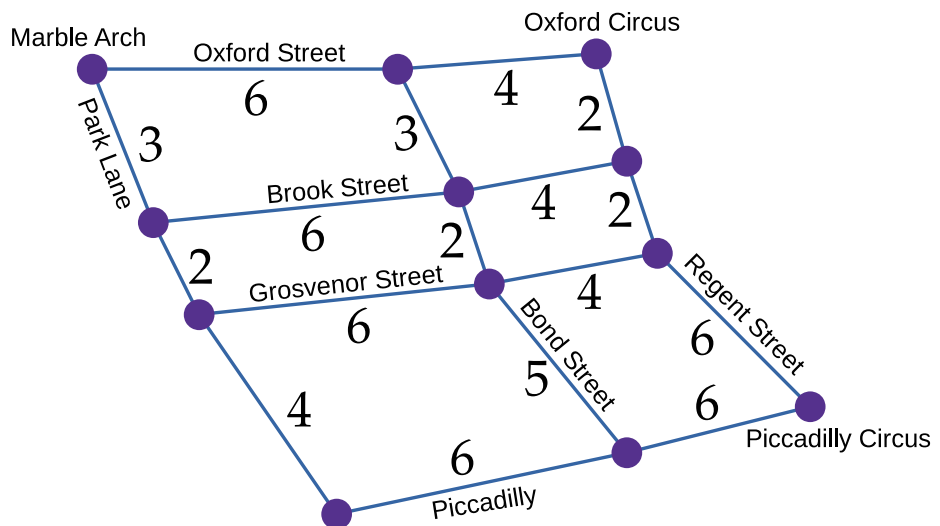 Oxford Circus
Marble Arch
Oxford Street
6
4
2
Park Lane
3
3
Brook Street
6
4
2
2
2
Grosvenor Street
6
4
Regent Street
Bond Street
6
5
4
6
6
Piccadilly Circus
Piccadilly